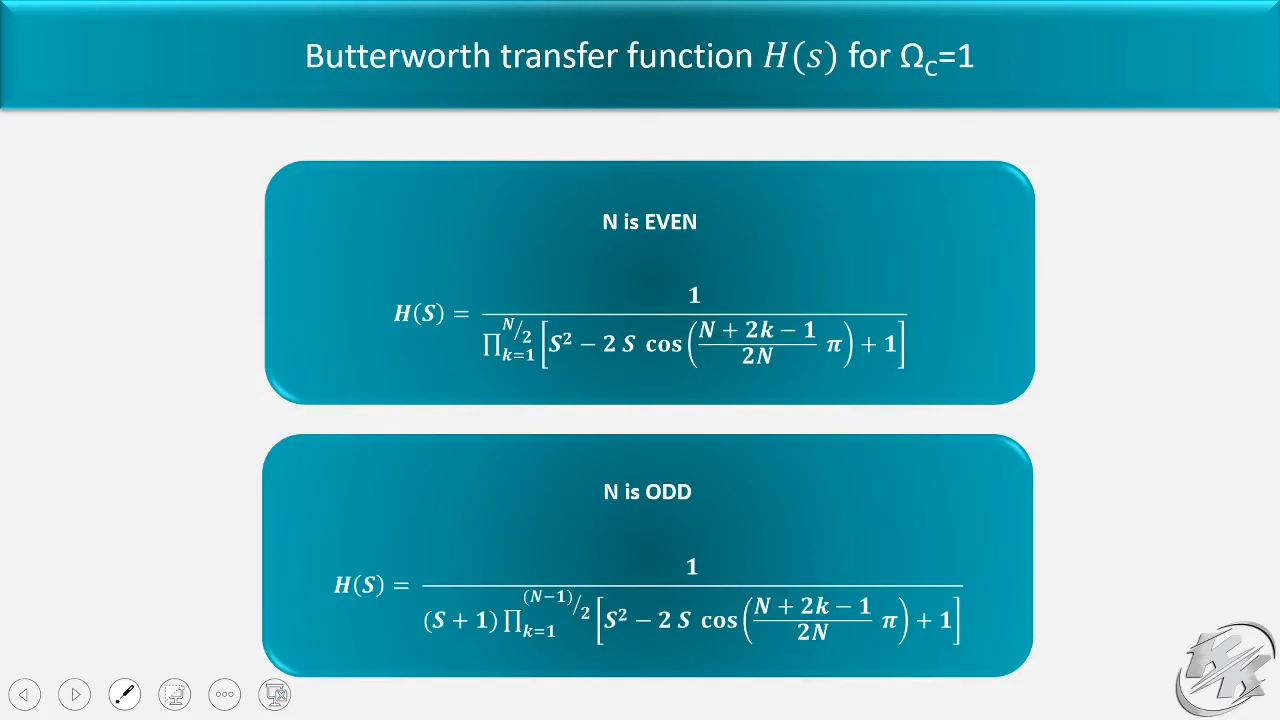 Butterworth transfer function H(s) for Ω_C=1
N is EVEN
H(S) = 1 / ∏_{k=1}^{N/2} [S² − 2 S cos((N + 2k − 1)/(2N) π) + 1]
N is ODD
H(S) = 1 / (S + 1) ∏_{k=1}^{(N−1)/2} [S² − 2 S cos((N + 2k − 1)/(2N) π) + 1]